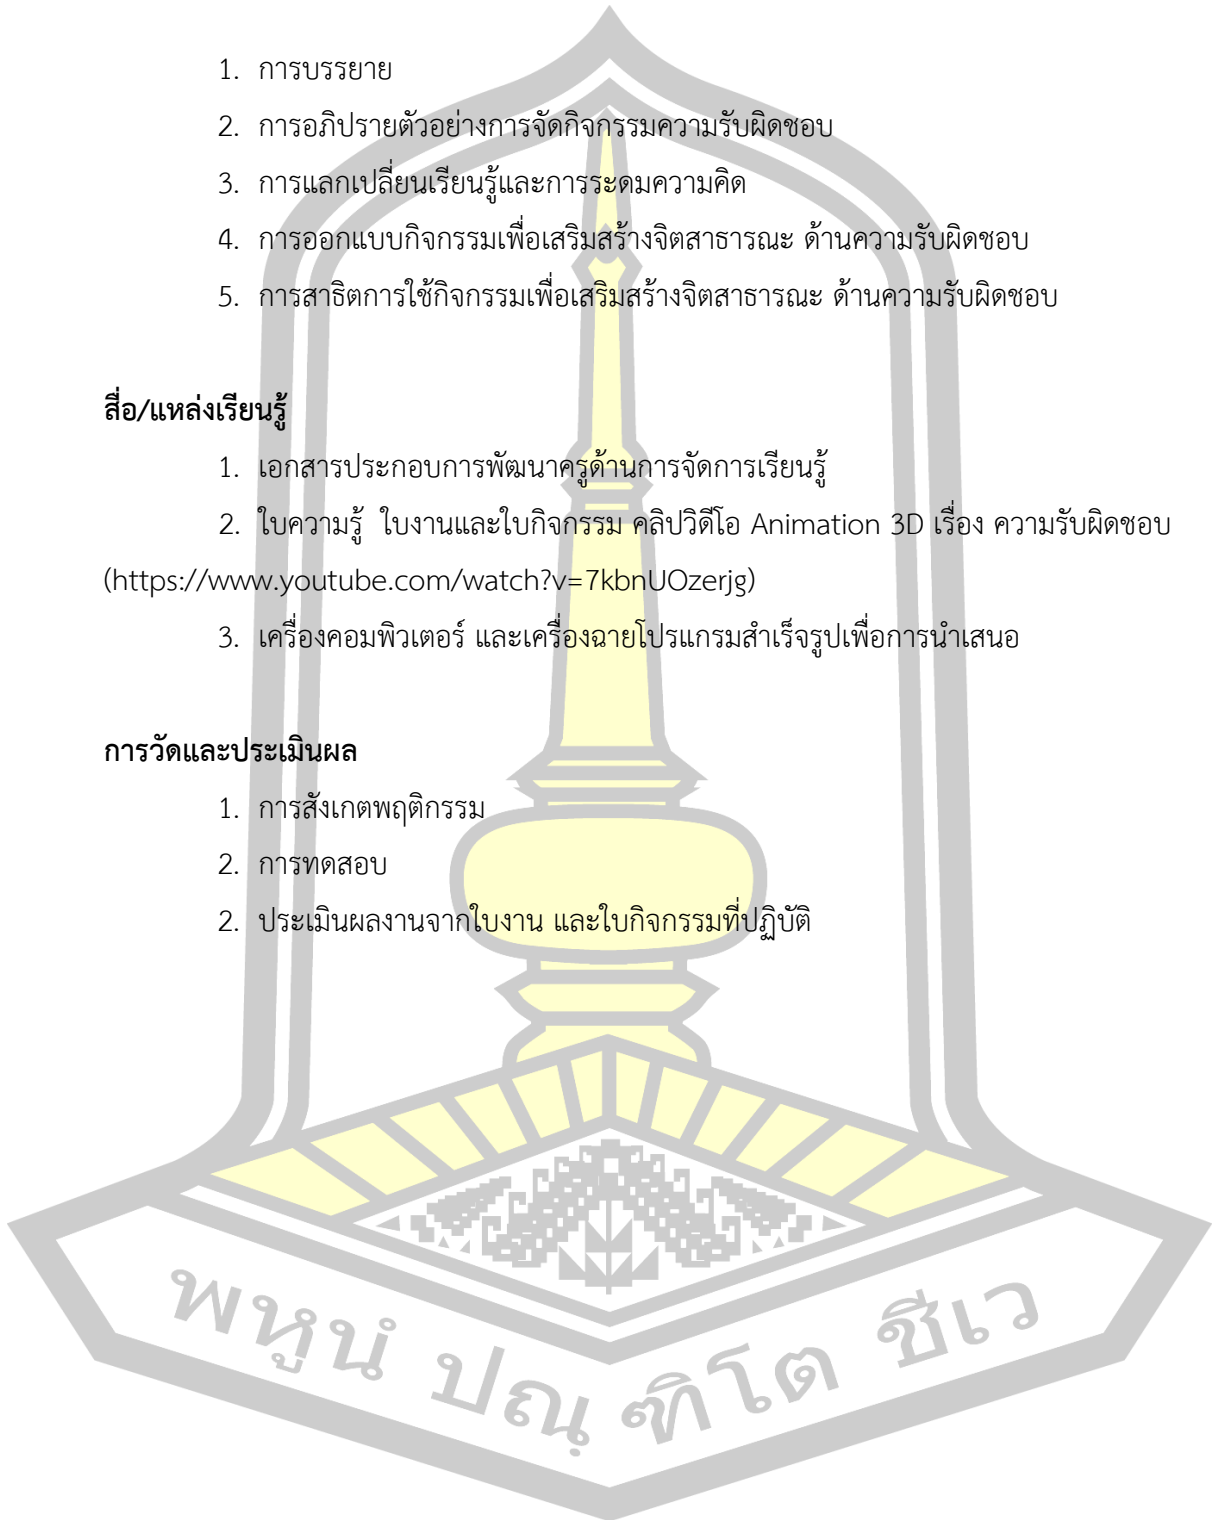 1. การบรรยาย
2. การอภิปรายตัวอย่างการจัดกิจกรรมความรับผิดชอบ
3. การแลกเปลี่ยนเรียนรู้และการระดมความคิด
4. การออกแบบกิจกรรมเพื่อเสริมสร้างจิตสาธารณะ ด้านความรับผิดชอบ
5. การสาธิตการใช้กิจกรรมเพื่อเสริมสร้างจิตสาธารณะ ด้านความรับผิดชอบ
สื่อ/แหล่งเรียนรู้
1. เอกสารประกอบการพัฒนาครูด้านการจัดการเรียนรู้
2. ใบความรู้ ใบงานและใบกิจกรรม คลิปวิดีโอ Animation 3D เรื่อง ความรับผิดชอบ
(https://www.youtube.com/watch?v=7kbnUOzerjg)
3. เครื่องคอมพิวเตอร์ และเครื่องฉายโปรแกรมสำเร็จรูปเพื่อการนำเสนอ
การวัดและประเมินผล
1. การสังเกตพฤติกรรม
2. การทดสอบ
2. ประเมินผลงานจากใบงาน และใบกิจกรรมที่ปฏิบัติ
พหูนํ ปณฺ ฑิโต ชีเว